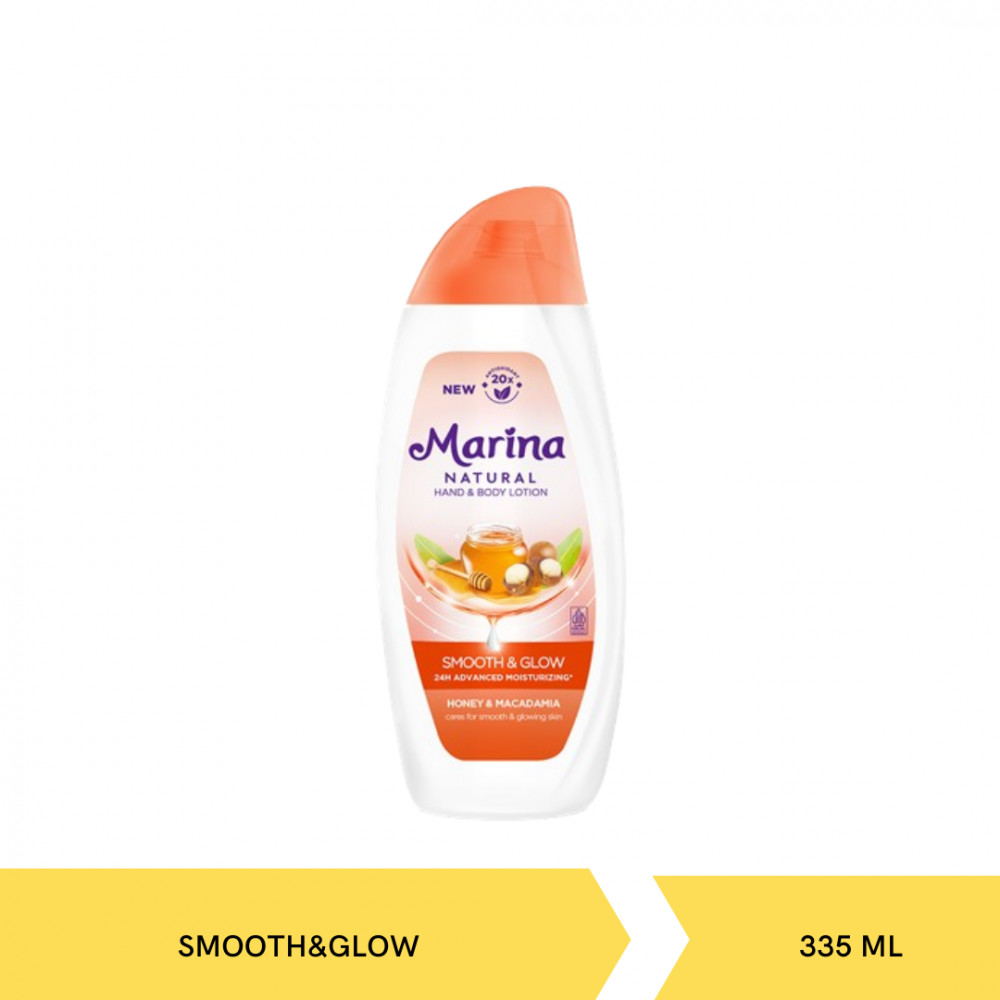 NEW
ANTIOXIDANT
20x
Marina
NATURAL
HAND & BODY LOTION
SMOOTH & GLOW
24H ADVANCED MOISTURIZING*
HONEY & MACADAMIA
cares for smooth & glowing skin
SMOOTH&GLOW
335 ML